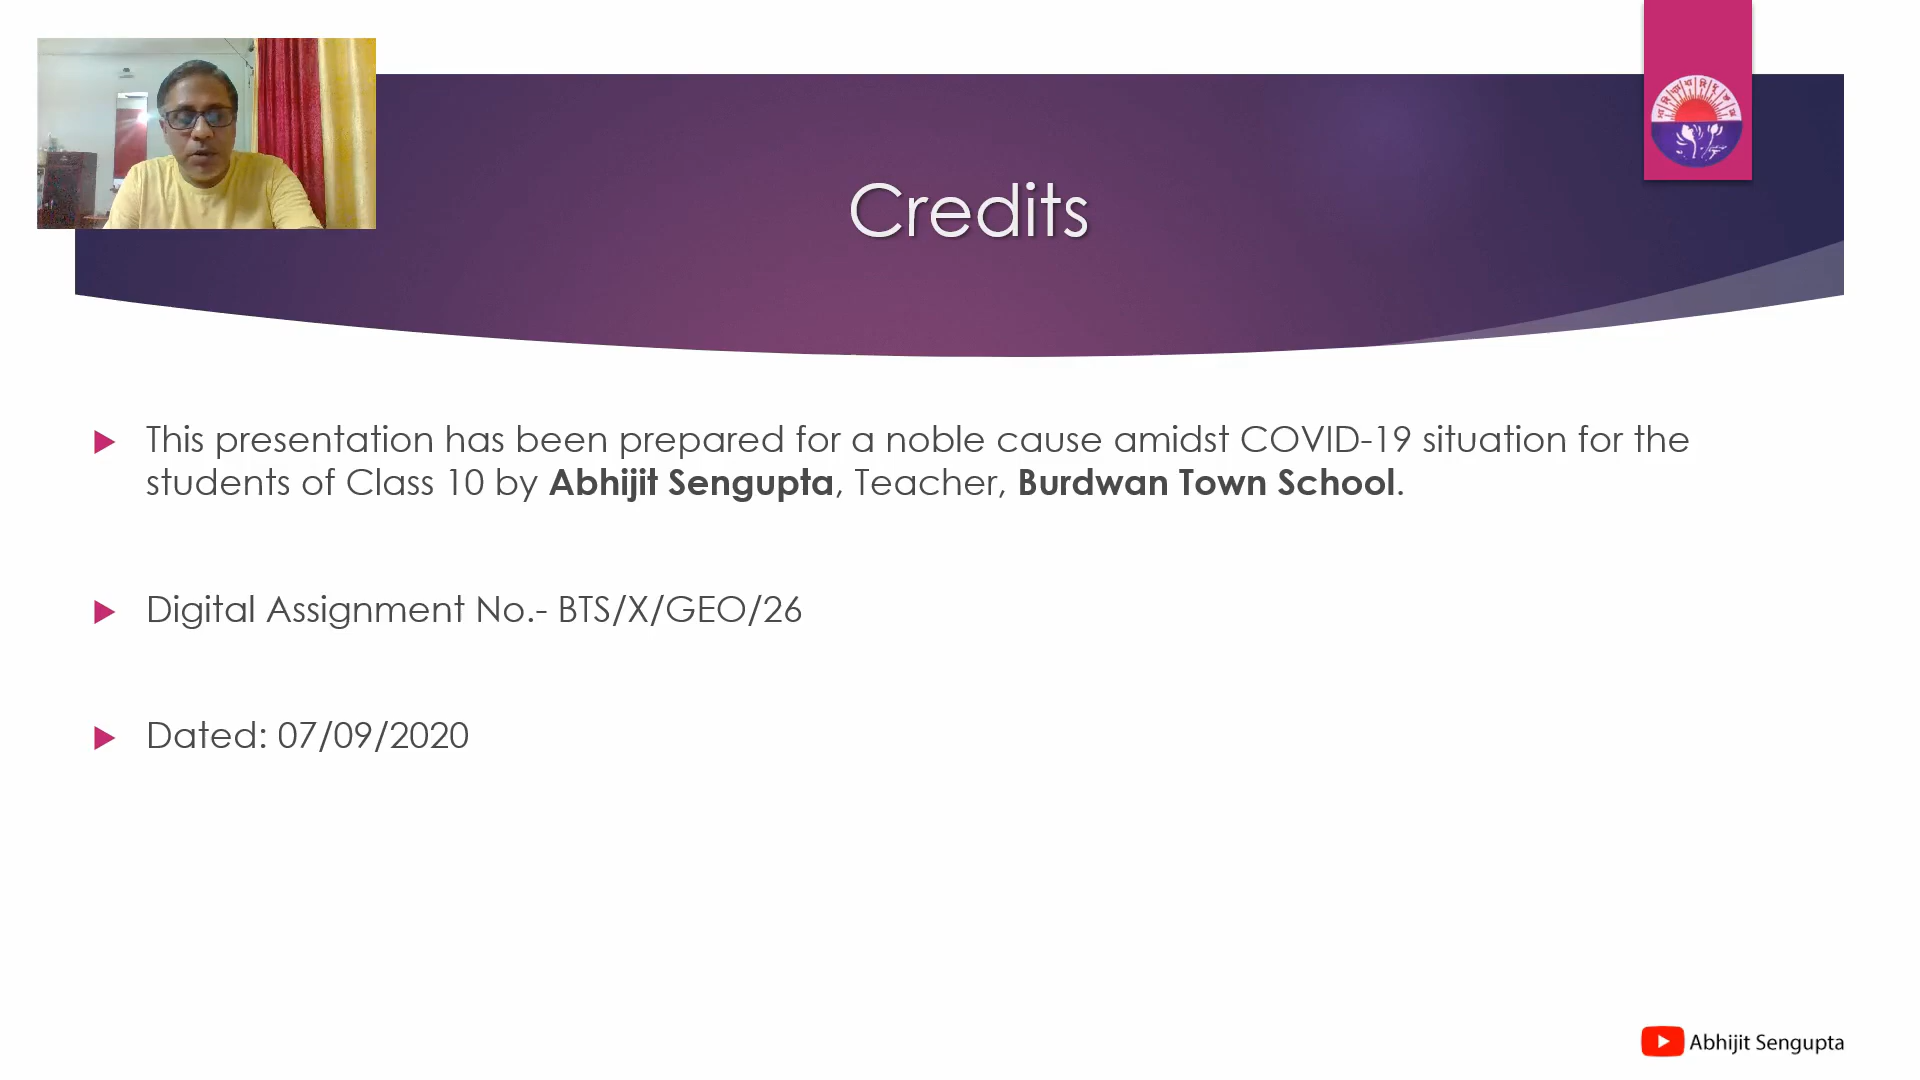 Credits
This presentation has been prepared for a noble cause amidst COVID-19 situation for the
students of Class 10 by Abhijit Sengupta, Teacher, Burdwan Town School.
Digital Assignment No.- BTS/X/GEO/26
Dated: 07/09/2020
Abhijit Sengupta